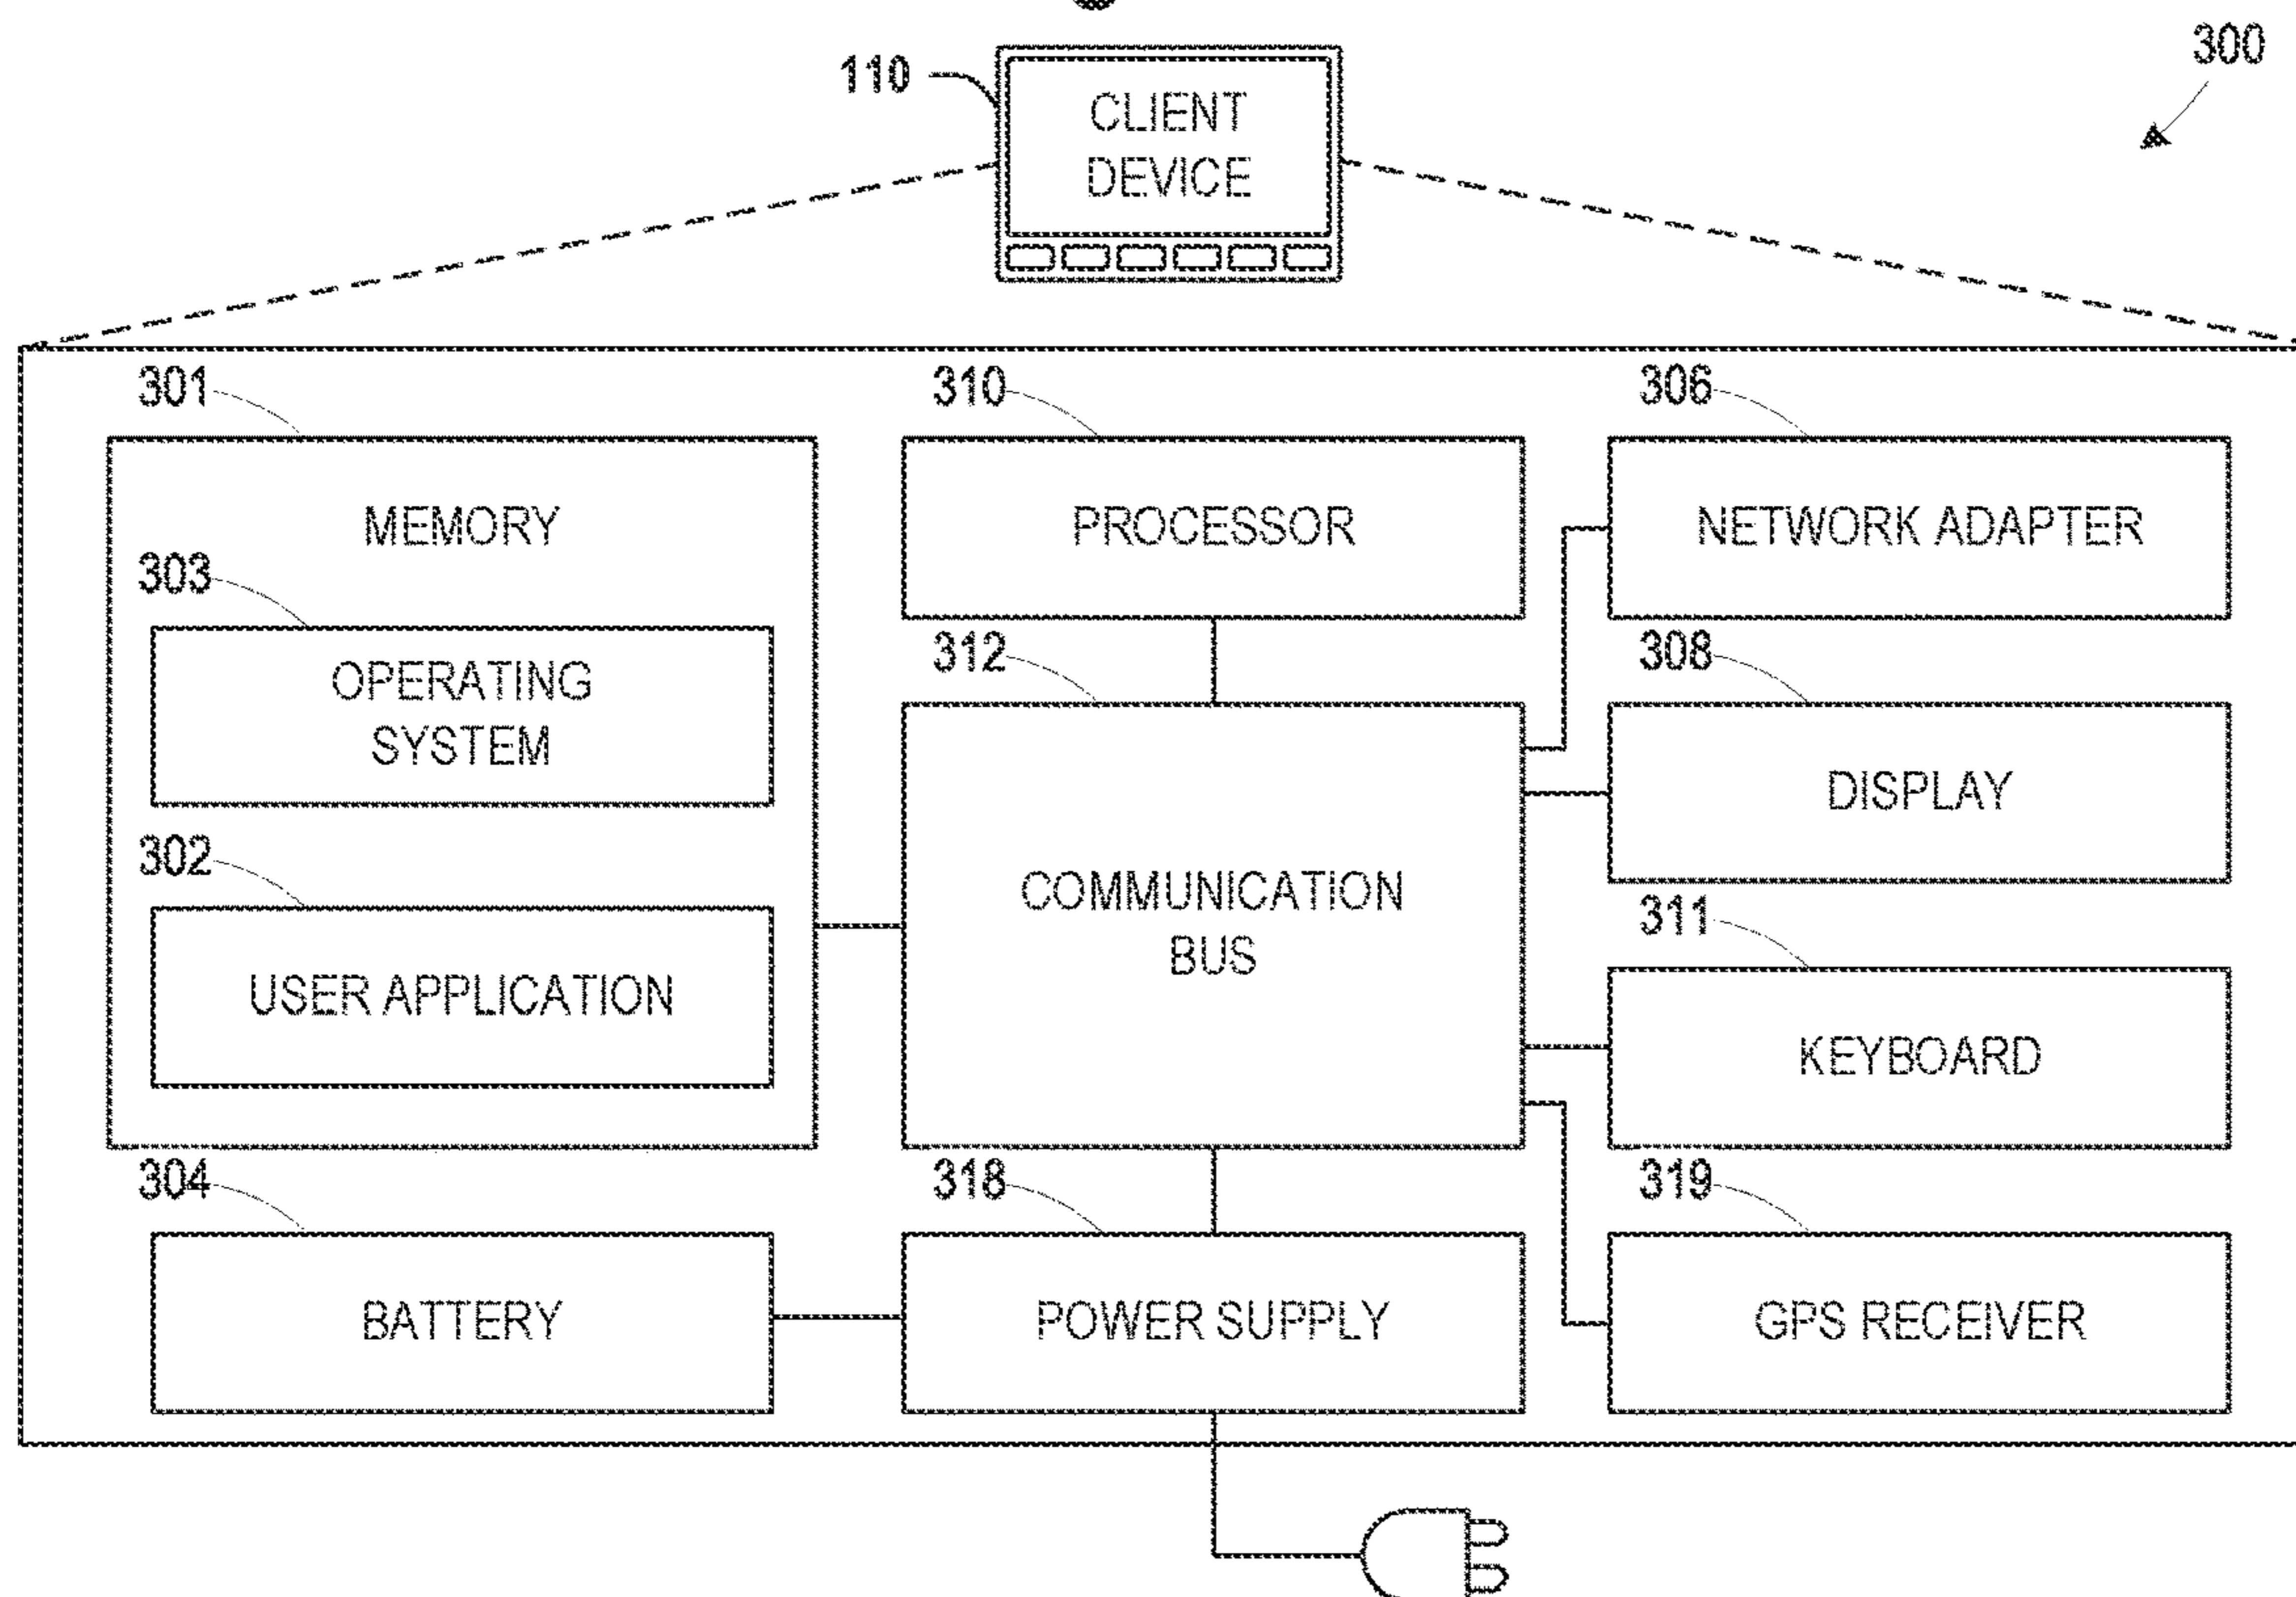 300
110
CLIENT
DEVICE
301
310
306
MEMORY
PROCESSOR
NETWORK ADAPTER
303
312
308
OPERATING
SYSTEM
DISPLAY
302
COMMUNICATION
BUS
311
USER APPLICATION
KEYBOARD
304
318
319
BATTERY
POWER SUPPLY
GPS RECEIVER